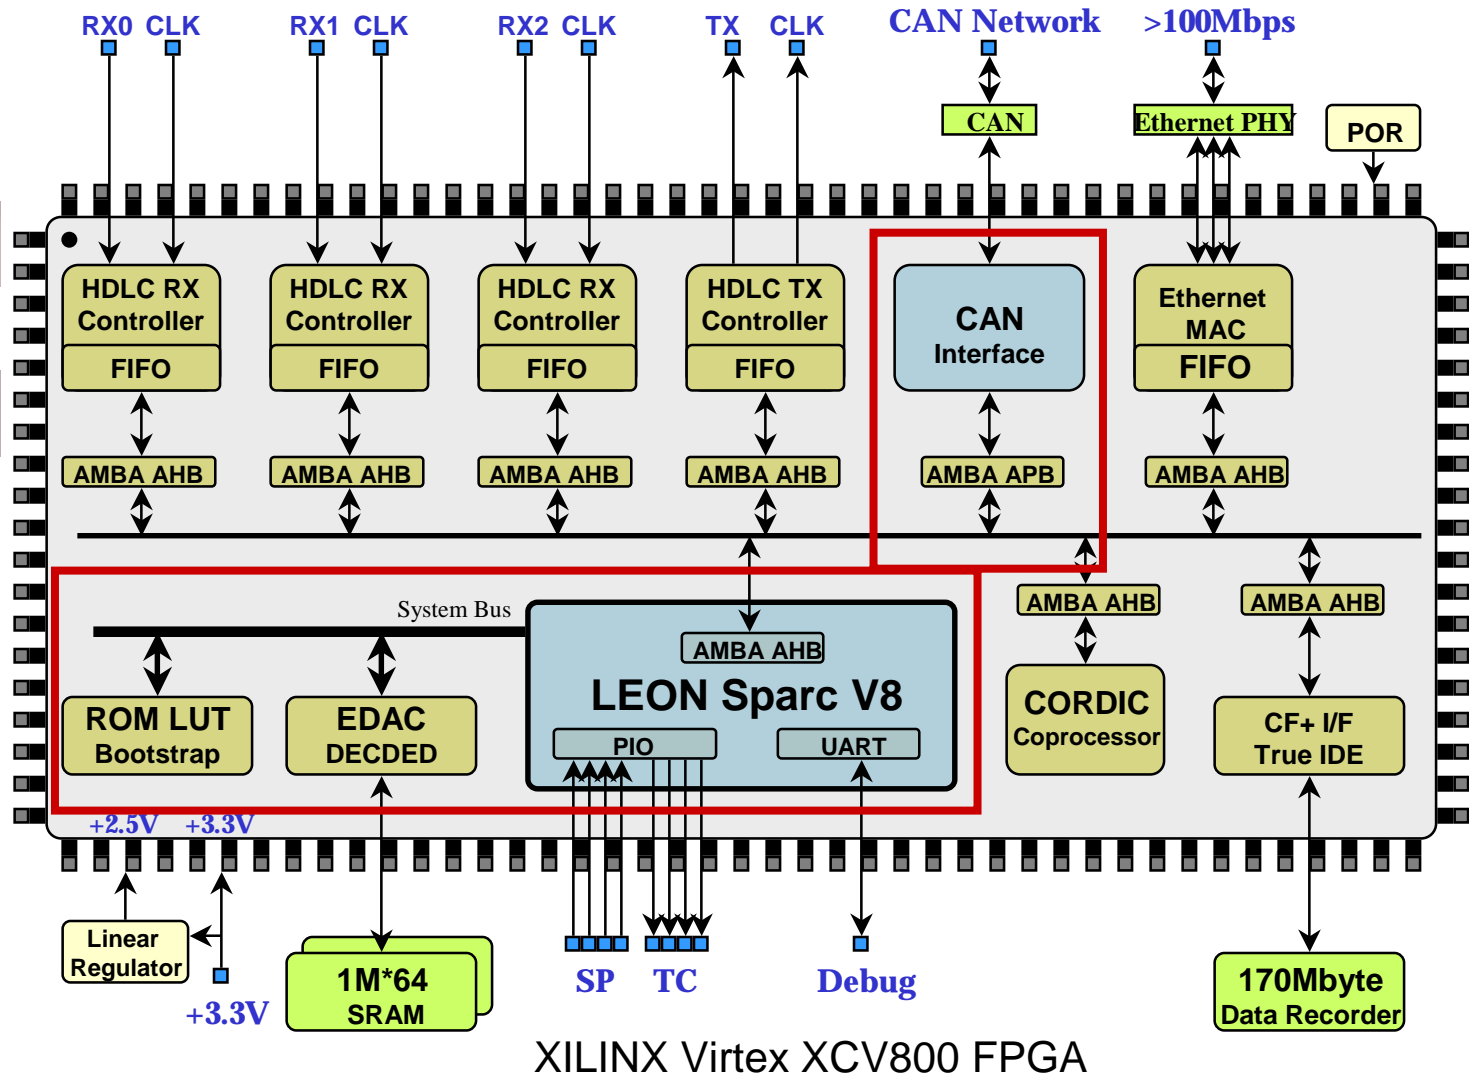 RX0 CLK
RX1 CLK
RX2 CLK
TX CLK
CAN Network
>100Mbps
CAN
Ethernet PHY
POR
HDLC RX
Controller
FIFO
HDLC RX
Controller
FIFO
HDLC RX
Controller
FIFO
HDLC TX
Controller
FIFO
CAN
Interface
Ethernet
MAC
FIFO
AMBA AHB
AMBA AHB
AMBA AHB
AMBA AHB
AMBA APB
AMBA AHB
System Bus
AMBA AHB
AMBA AHB
AMBA AHB
LEON Sparc V8
PIO
UART
ROM LUT
Bootstrap
EDAC
DECDED
CORDIC
Coprocessor
CF+ I/F
True IDE
+2.5V
+3.3V
Linear
Regulator
+3.3V
1M*64
SRAM
SP
TC
Debug
170Mbyte
Data Recorder
XILINX Virtex XCV800 FPGA